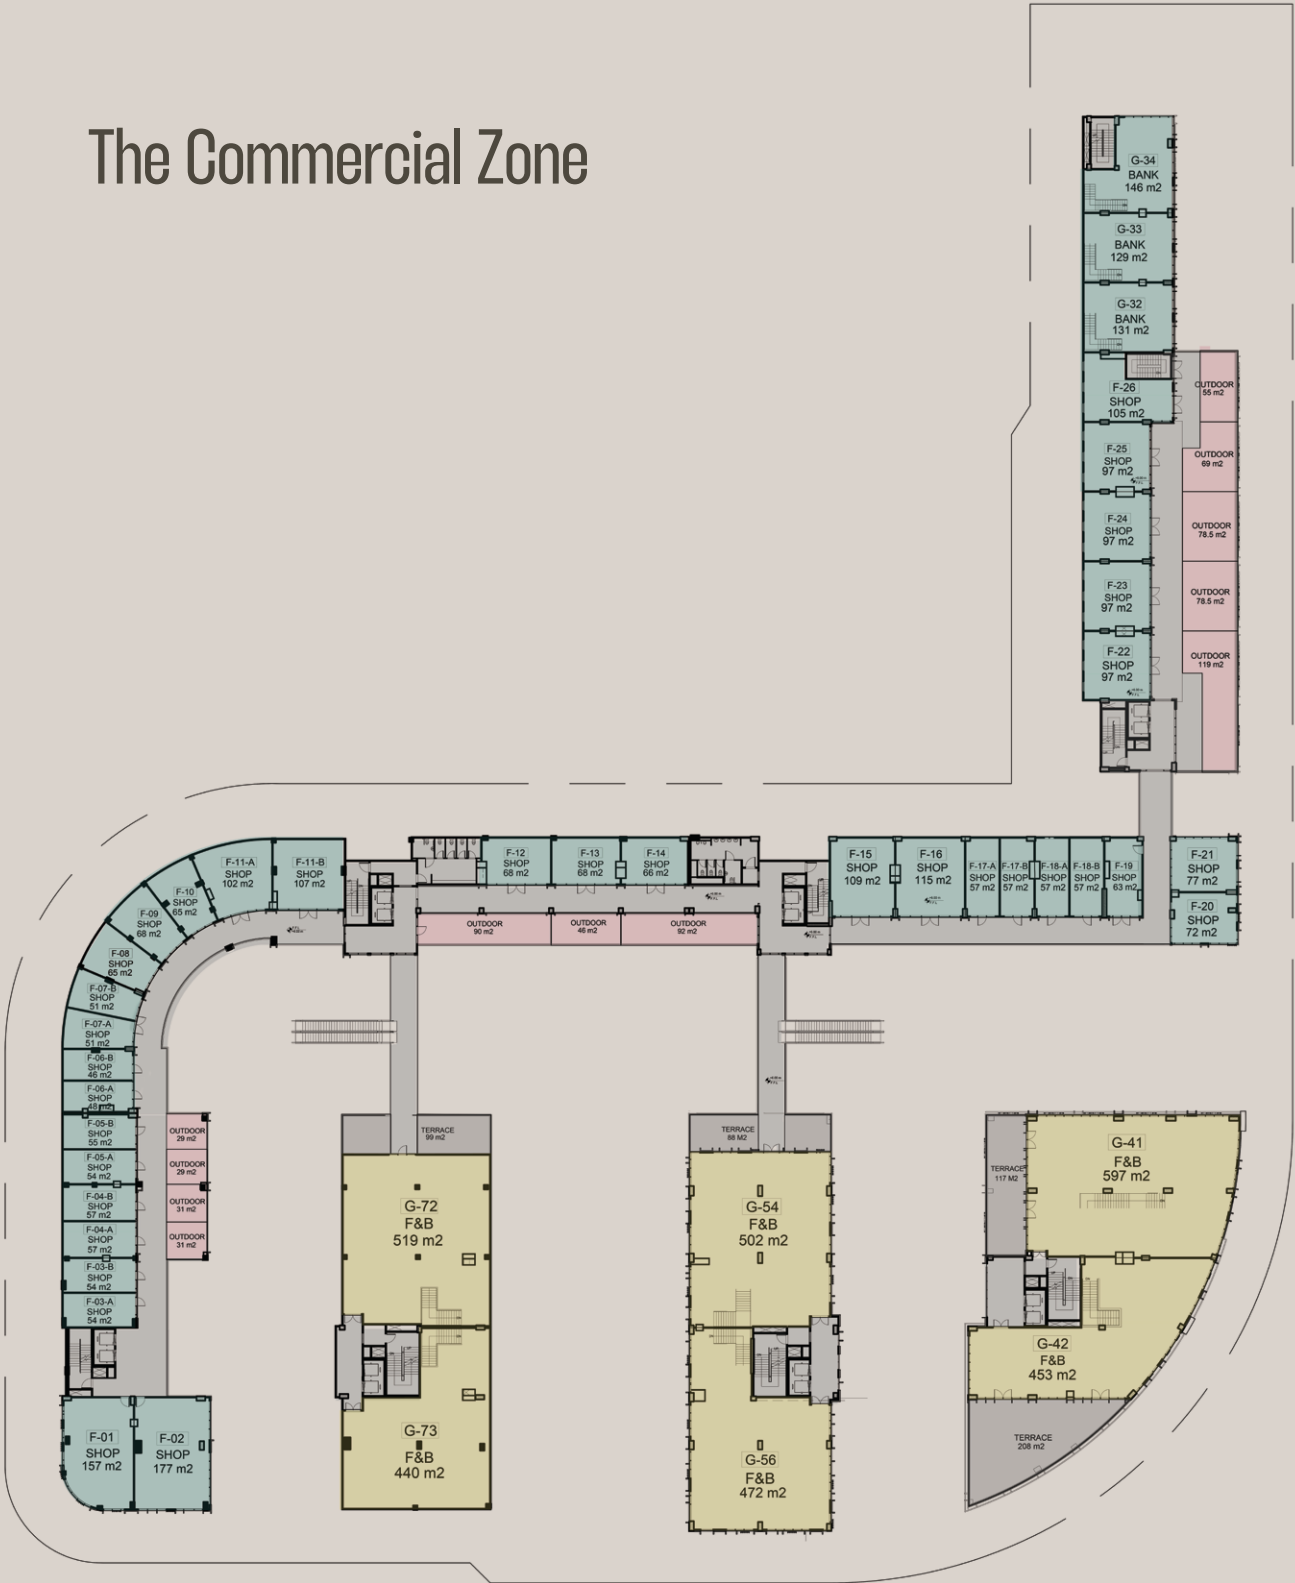 The Commercial Zone
G-34
BANK
146 m2
G-33
BANK
129 m2
G-32
BANK
131 m2
F-26
SHOP
105 m2
OUTDOOR
55 m2
F-25
SHOP
97 m2
OUTDOOR
69 m2
F-24
SHOP
97 m2
OUTDOOR
78.5 m2
F-23
SHOP
97 m2
OUTDOOR
78.5 m2
F-22
SHOP
97 m2
OUTDOOR
119 m2
F-11-A
SHOP
102 m2
F-11-B
SHOP
107 m2
F-12
SHOP
68 m2
F-13
SHOP
68 m2
F-14
SHOP
66 m2
F-15
SHOP
109 m2
F-16
SHOP
115 m2
F-17-A
SHOP
57 m2
F-17-B
SHOP
57 m2
F-18-A
SHOP
57 m2
F-18-B
SHOP
57 m2
F-19
SHOP
63 m2
F-21
SHOP
77 m2
F-20
SHOP
72 m2
F-10
SHOP
65 m2
F-09
SHOP
68 m2
F-08
SHOP
65 m2
F-07-B
SHOP
51 m2
F-07-A
SHOP
51 m2
F-06-B
SHOP
46 m2
F-06-A
SHOP
48 m2
OUTDOOR
90 m2
OUTDOOR
46 m2
OUTDOOR
92 m2
F-05-B
SHOP
55 m2
OUTDOOR
29 m2
F-05-A
SHOP
54 m2
OUTDOOR
29 m2
F-04-B
SHOP
57 m2
OUTDOOR
31 m2
F-04-A
SHOP
57 m2
OUTDOOR
31 m2
F-03-B
SHOP
54 m2
F-03-A
SHOP
54 m2
F-01
SHOP
157 m2
F-02
SHOP
177 m2
TERRACE
99 m2
G-72
F&B
519 m2
G-73
F&B
440 m2
TERRACE
88 M2
G-54
F&B
502 m2
G-56
F&B
472 m2
TERRACE
117 M2
G-41
F&B
597 m2
G-42
F&B
453 m2
TERRACE
208 m2